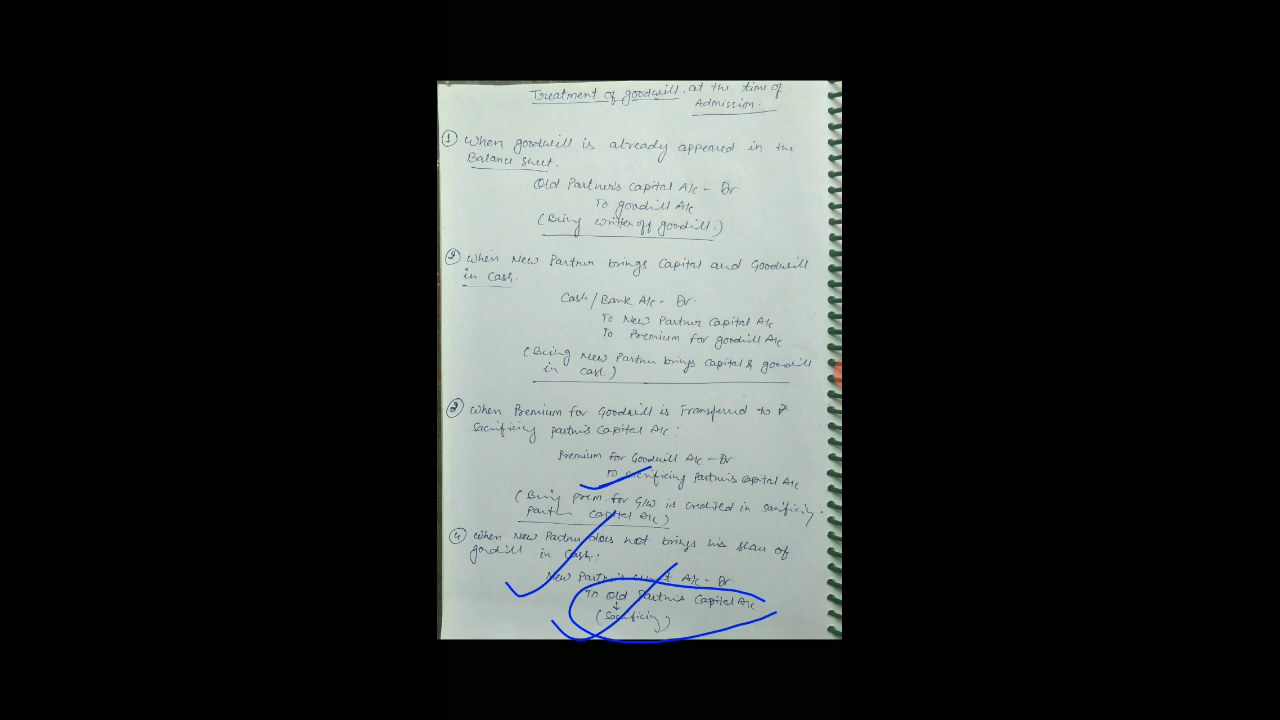 Treatment of goodwill. at the time of
Admission.
① When goodwill is already appeared in the
Balance Sheet.
Old Partner's Capital A/c - Dr
To goodwill A/c
(Being written off goodwill.)
② When New Partner brings Capital and Goodwill
in Cash.
Cash/Bank A/c - Dr.
To New Partner Capital A/c
To Premium for goodwill A/c
(Being New Partner brings Capital & goodwill
in cash.)
When Premium for Goodwill is Transferred to
Sacrificing partner's Capital A/c :
Premium for Goodwill A/c - Dr
To Sacrificing Partner's Capital A/c
(Being prem. for G/W is credited in sacrificing
Partner capital A/c)
④ When New Partner does not brings his share of
goodwill in Cash:
New Partner's A/c - Dr.
To Old Partner's Capital A/c
(Sacrificing)